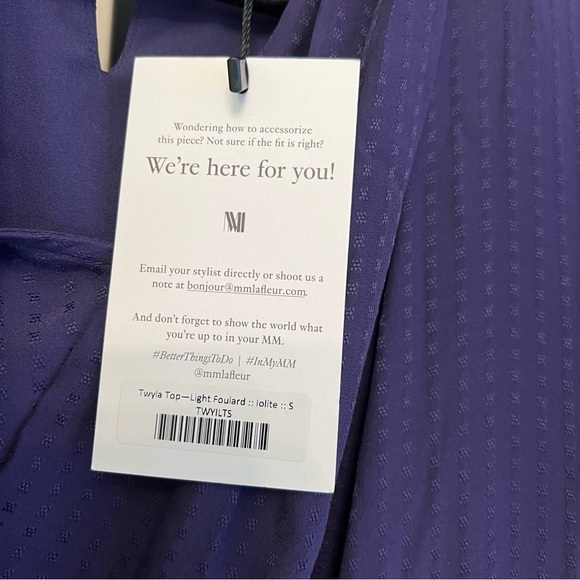 Wondering how to accessorize
this piece? Not sure if the fit is right?
We're here for you!
MM
Email your stylist directly or shoot us a
note at bonjour@mmlafleur.com.
And don't forget to show the world what
you're up to in your MM.
#BetterThingsToDo | #InMyMM
@mmlafleur
Twyla Top—Light Foulard :: Iolite :: S
TWYILTS